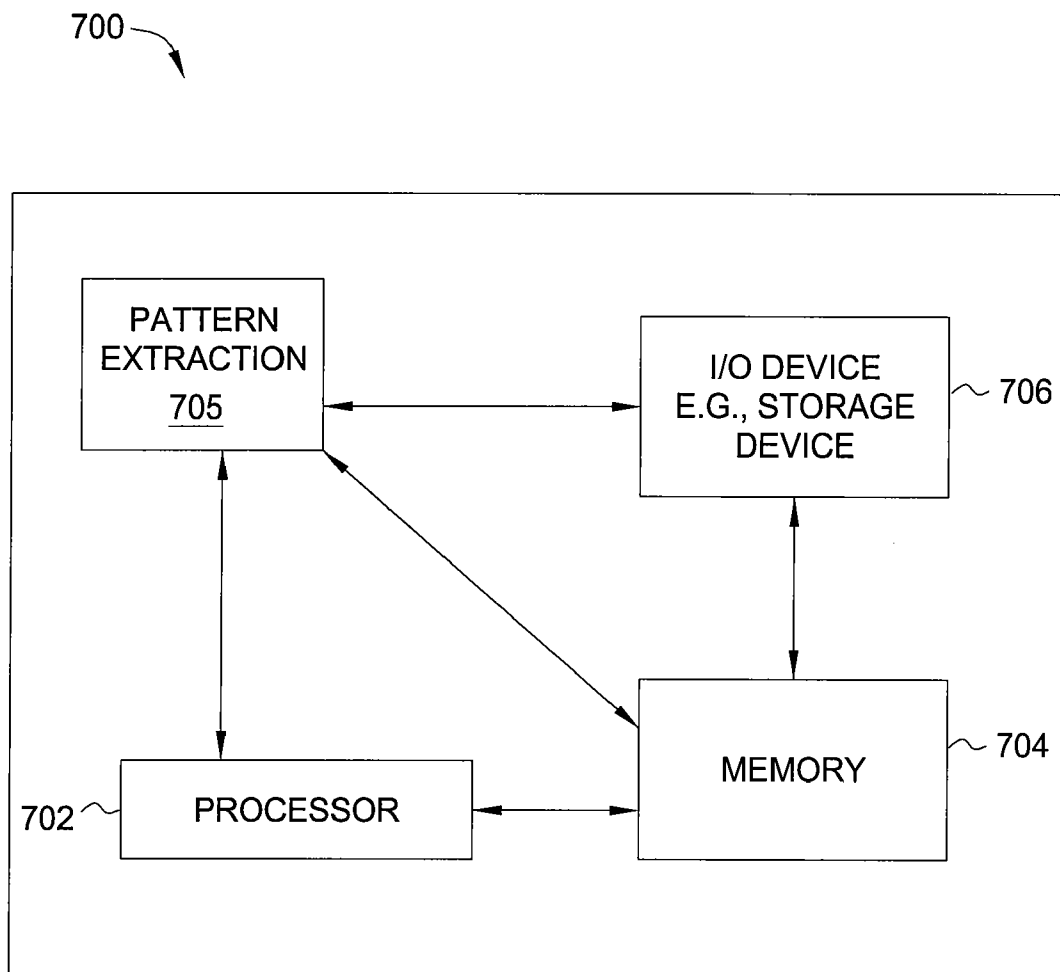 700
PATTERN
EXTRACTION
705
I/O DEVICE
E.G., STORAGE
DEVICE
706
702
PROCESSOR
MEMORY
704